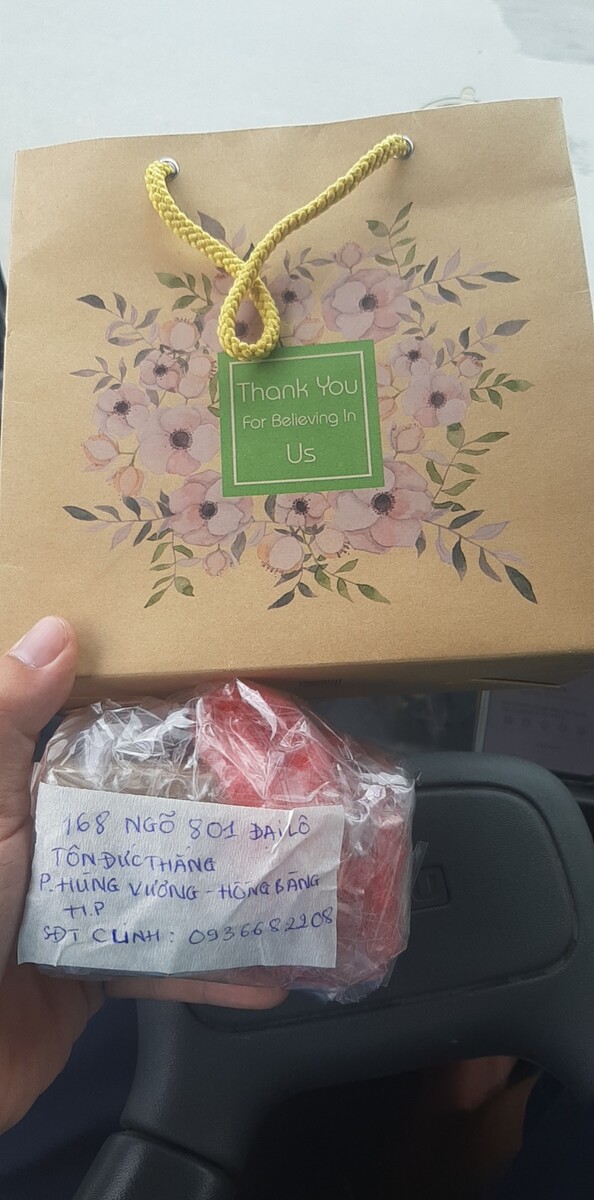 Thank You
For Believing In
Us
168 NGÕ 801 ĐẠI LÔ
TÔN ĐỨC THẮNG
P. HÙNG VƯƠNG - HỒNG BÀNG
H.P
SĐT CLINH: 0936682208